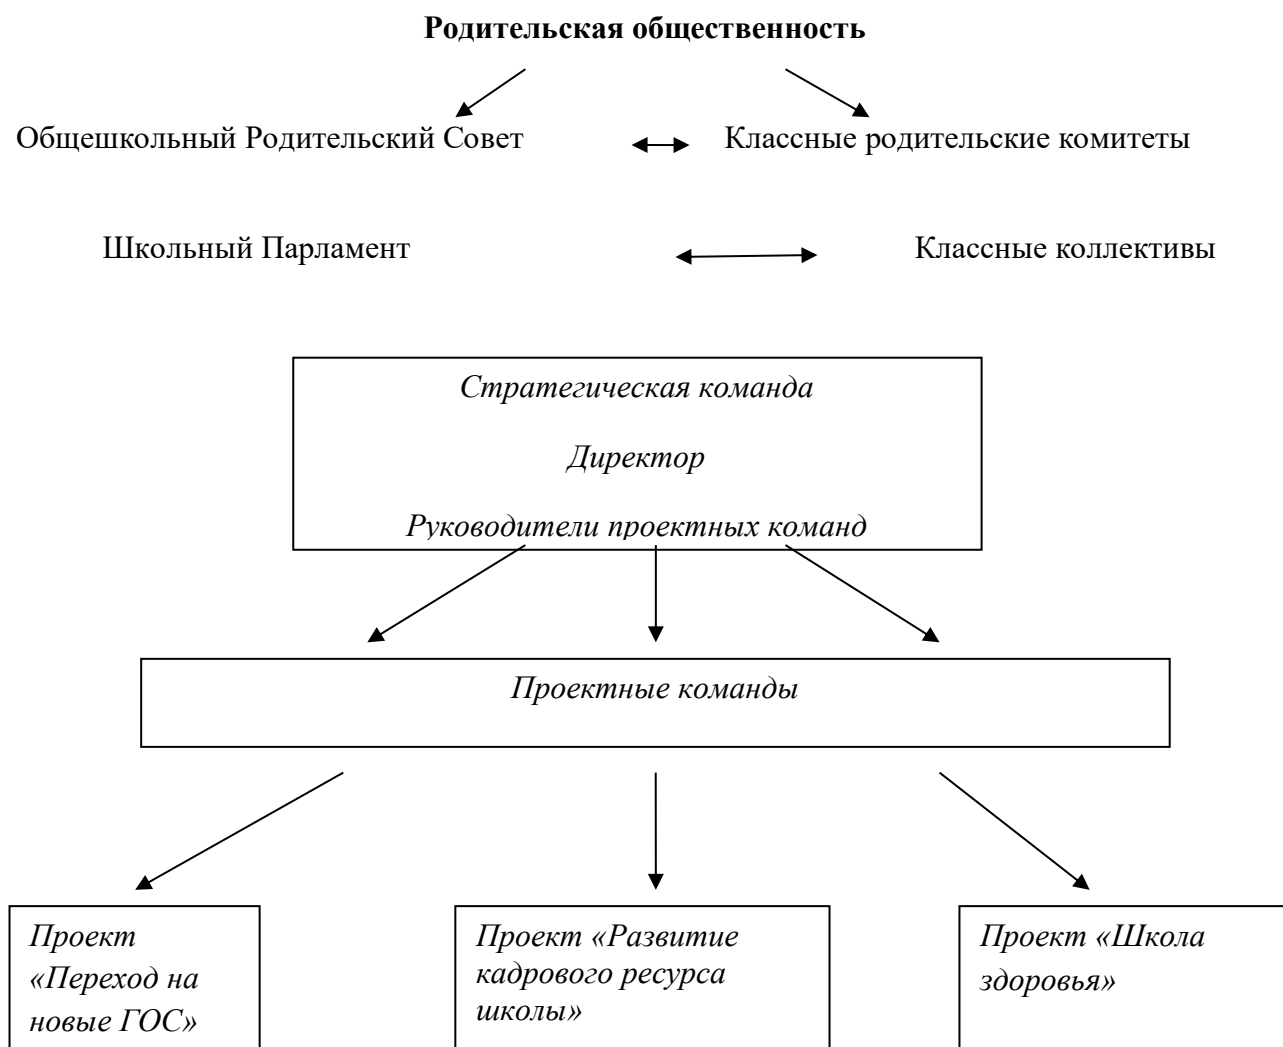 Родительская общественность
Общешкольный Родительский Совет
Классные родительские комитеты
Школьный Парламент
Классные коллективы
Стратегическая команда
Директор
Руководители проектных команд
Проектные команды
Проект
«Переход на
новые ГОС»
Проект «Развитие
кадрового ресурса
школы»
Проект «Школа
здоровья»